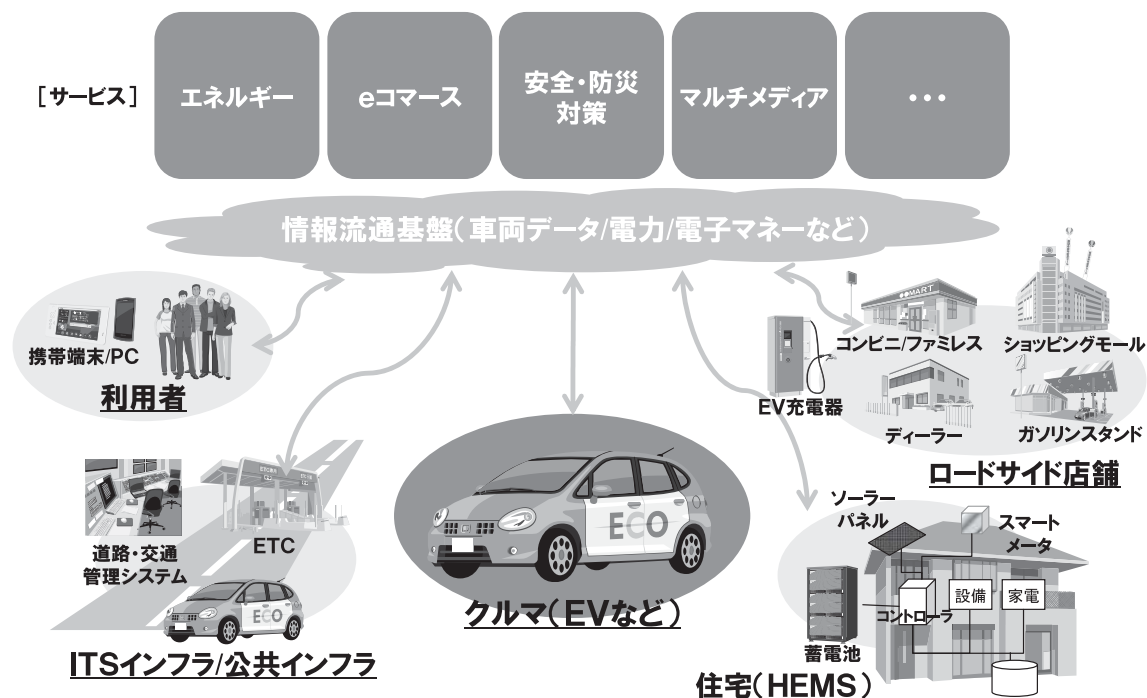 [サービス]
エネルギー
eコマース
安全・防災
対策
マルチメディア
・・・
情報流通基盤(車両データ/電力/電子マネーなど)
携帯端末/PC
利用者
MART
コンビニ/ファミレス
ショッピングモール
EV充電器
ディーラー
ガソリンスタンド
ロードサイド店舗
道路・交通
管理システム
ETC
ECO
ITSインフラ/公共インフラ
ECO
クルマ(EVなど)
ソーラー
パネル
スマート
メータ
コントローラ
設備
家電
蓄電池
住宅(HEMS)